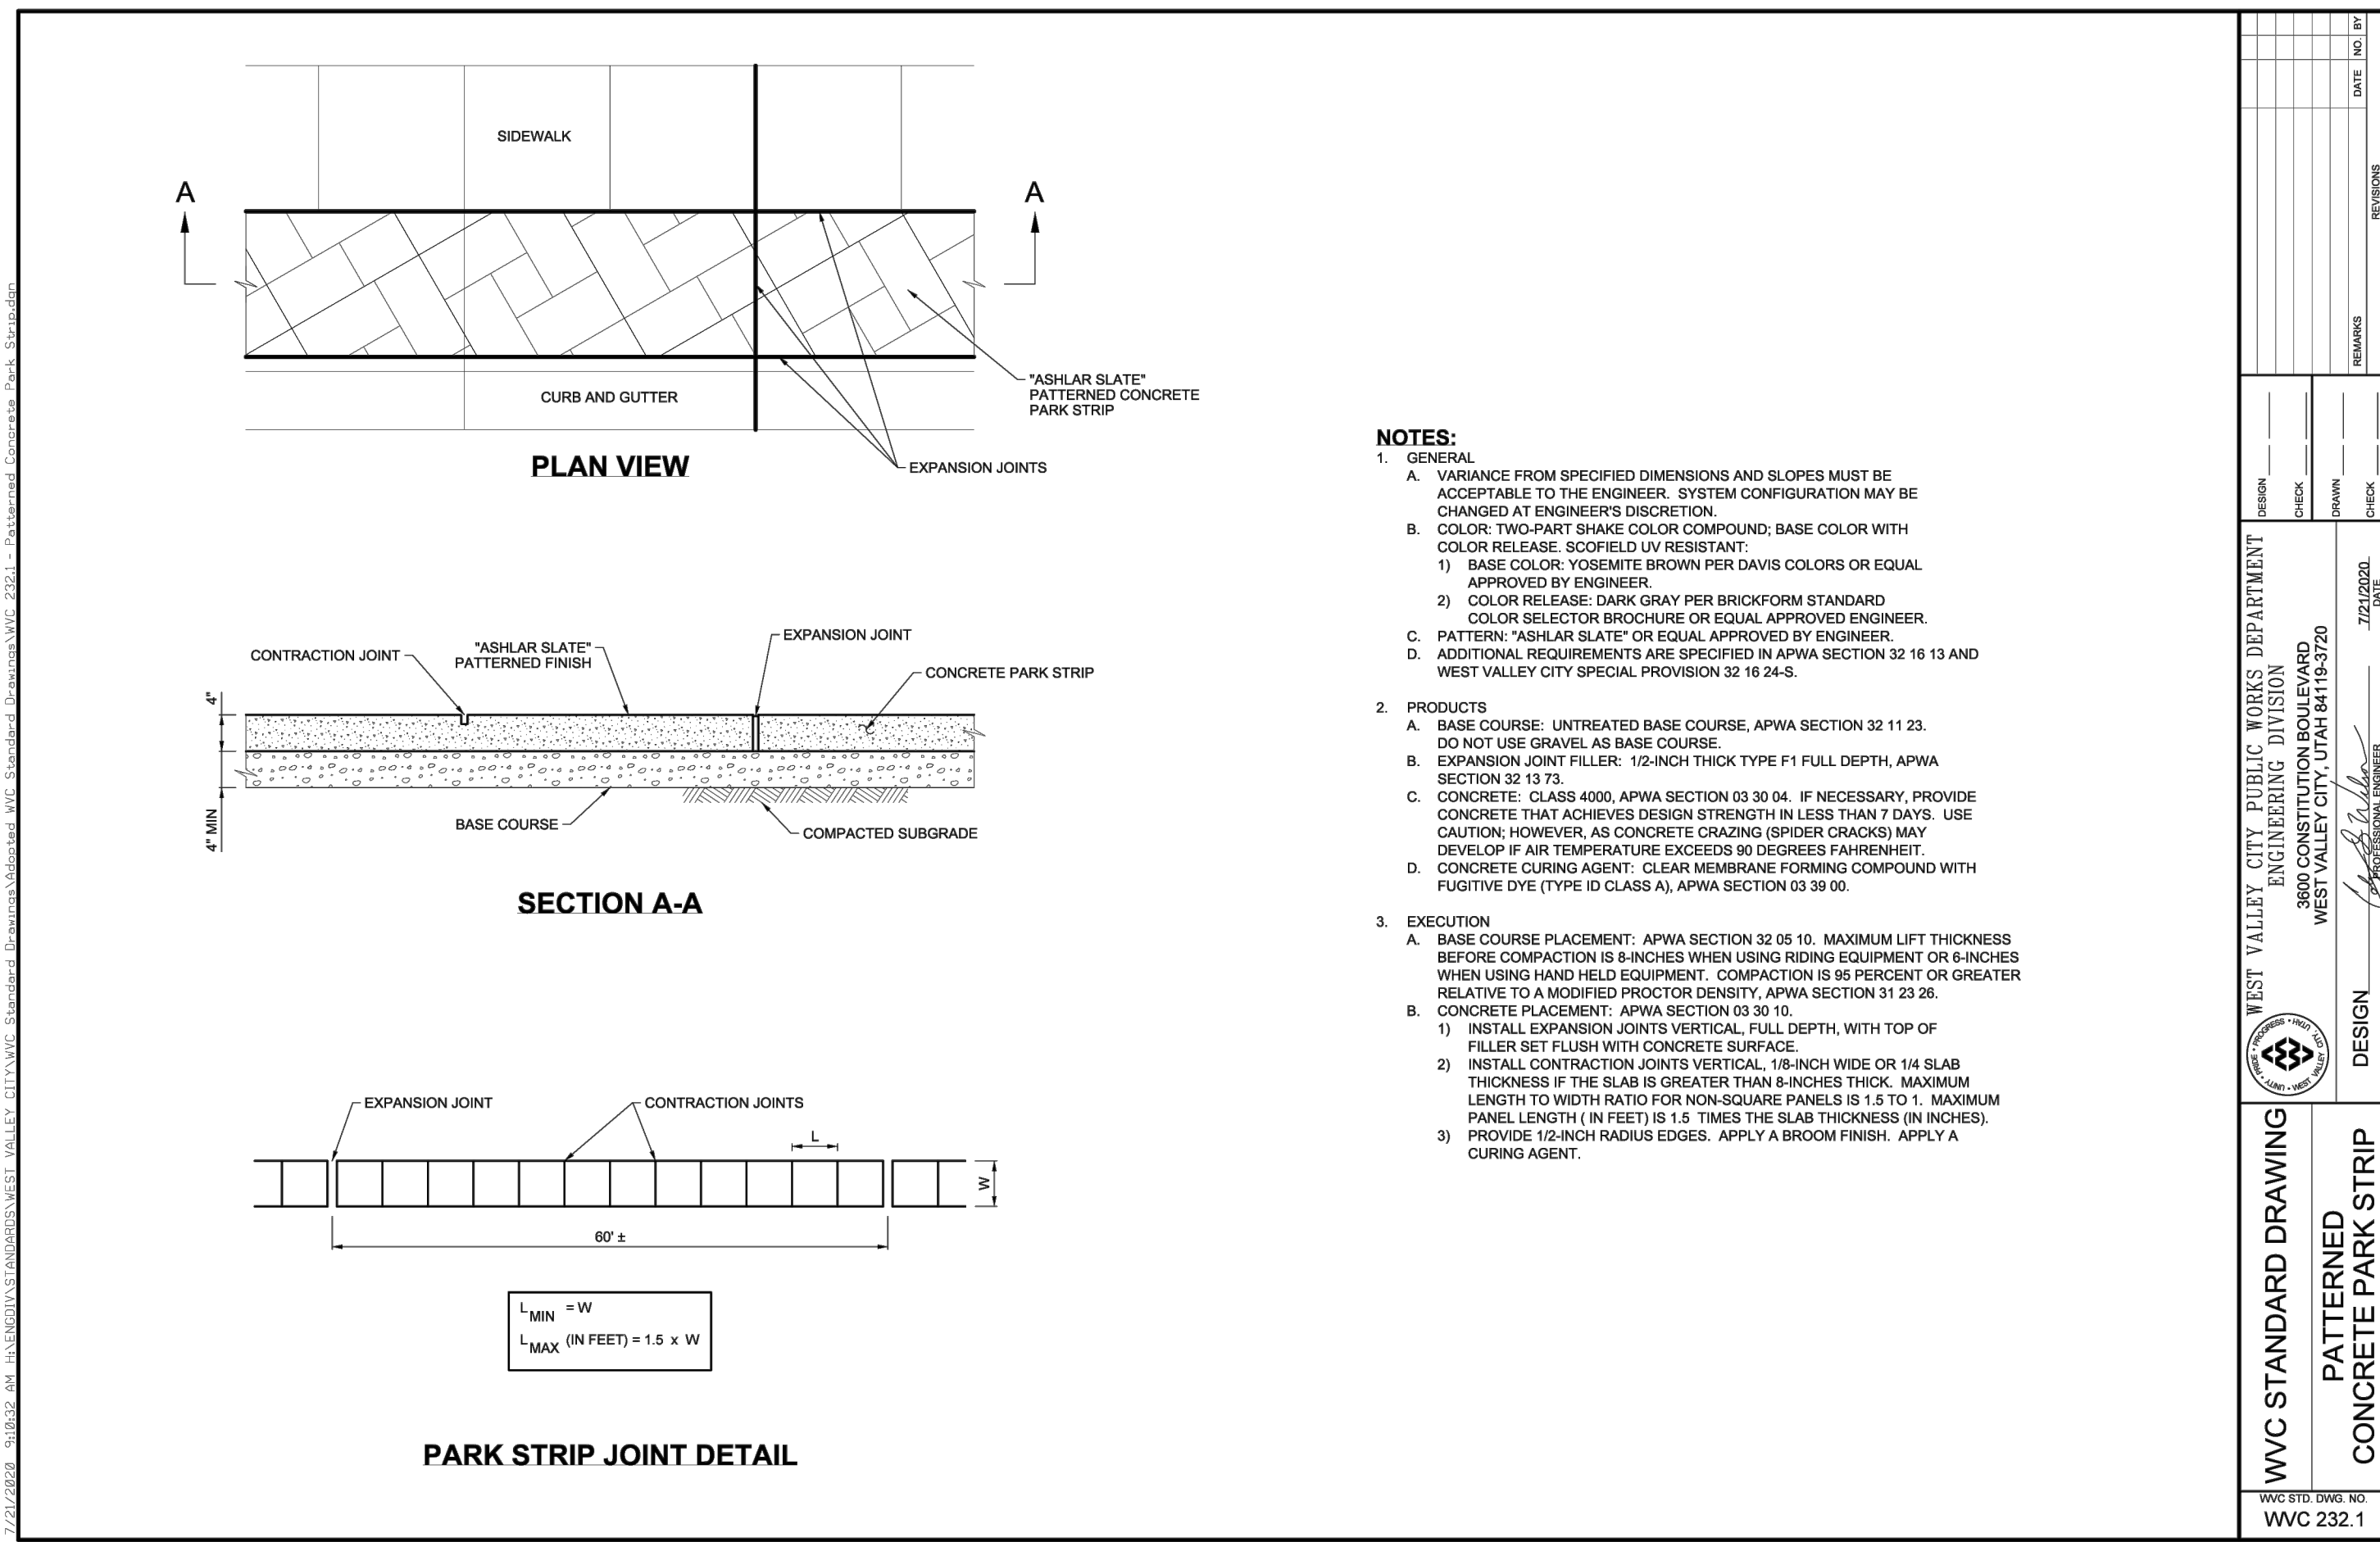 SIDEWALK
A
A
"ASHLAR SLATE"
PATTERNED CONCRETE
PARK STRIP
CURB AND GUTTER
EXPANSION JOINTS
PLAN VIEW
EXPANSION JOINT
"ASHLAR SLATE"
PATTERNED FINISH
CONTRACTION JOINT
CONCRETE PARK STRIP
4"
4" MIN
BASE COURSE
COMPACTED SUBGRADE
SECTION A-A
EXPANSION JOINT
CONTRACTION JOINTS
L
W
60' ±
LMIN = W
LMAX (IN FEET) = 1.5 x W
PARK STRIP JOINT DETAIL
NOTES:
1. GENERAL
A. VARIANCE FROM SPECIFIED DIMENSIONS AND SLOPES MUST BE
ACCEPTABLE TO THE ENGINEER. SYSTEM CONFIGURATION MAY BE
CHANGED AT ENGINEER'S DISCRETION.
B. COLOR: TWO-PART SHAKE COLOR COMPOUND; BASE COLOR WITH
COLOR RELEASE. SCOFIELD UV RESISTANT:
1) BASE COLOR: YOSEMITE BROWN PER DAVIS COLORS OR EQUAL
APPROVED BY ENGINEER.
2) COLOR RELEASE: DARK GRAY PER BRICKFORM STANDARD
COLOR SELECTOR BROCHURE OR EQUAL APPROVED ENGINEER.
C. PATTERN: "ASHLAR SLATE" OR EQUAL APPROVED BY ENGINEER.
D. ADDITIONAL REQUIREMENTS ARE SPECIFIED IN APWA SECTION 32 16 13 AND
WEST VALLEY CITY SPECIAL PROVISION 32 16 24-S.
2. PRODUCTS
A. BASE COURSE: UNTREATED BASE COURSE, APWA SECTION 32 11 23.
DO NOT USE GRAVEL AS BASE COURSE.
B. EXPANSION JOINT FILLER: 1/2-INCH THICK TYPE F1 FULL DEPTH, APWA
SECTION 32 13 73.
C. CONCRETE: CLASS 4000, APWA SECTION 03 30 04. IF NECESSARY, PROVIDE
CONCRETE THAT ACHIEVES DESIGN STRENGTH IN LESS THAN 7 DAYS. USE
CAUTION; HOWEVER, AS CONCRETE CRAZING (SPIDER CRACKS) MAY
DEVELOP IF AIR TEMPERATURE EXCEEDS 90 DEGREES FAHRENHEIT.
D. CONCRETE CURING AGENT: CLEAR MEMBRANE FORMING COMPOUND WITH
FUGITIVE DYE (TYPE ID CLASS A), APWA SECTION 03 39 00.
3. EXECUTION
A. BASE COURSE PLACEMENT: APWA SECTION 32 05 10. MAXIMUM LIFT THICKNESS
BEFORE COMPACTION IS 8-INCHES WHEN USING RIDING EQUIPMENT OR 6-INCHES
WHEN USING HAND HELD EQUIPMENT. COMPACTION IS 95 PERCENT OR GREATER
RELATIVE TO A MODIFIED PROCTOR DENSITY, APWA SECTION 31 23 26.
B. CONCRETE PLACEMENT: APWA SECTION 03 30 10.
1) INSTALL EXPANSION JOINTS VERTICAL, FULL DEPTH, WITH TOP OF
FILLER SET FLUSH WITH CONCRETE SURFACE.
2) INSTALL CONTRACTION JOINTS VERTICAL, 1/8-INCH WIDE OR 1/4 SLAB
THICKNESS IF THE SLAB IS GREATER THAN 8-INCHES THICK. MAXIMUM
LENGTH TO WIDTH RATIO FOR NON-SQUARE PANELS IS 1.5 TO 1. MAXIMUM
PANEL LENGTH ( IN FEET) IS 1.5 TIMES THE SLAB THICKNESS (IN INCHES).
3) PROVIDE 1/2-INCH RADIUS EDGES. APPLY A BROOM FINISH. APPLY A
CURING AGENT.
BY
NO.
DATE
REMARKS
REVISIONS
DESIGN
CHECK
DRAWN
CHECK
WEST VALLEY CITY PUBLIC WORKS DEPARTMENT
ENGINEERING DIVISION
3600 CONSTITUTION BOULEVARD
WEST VALLEY CITY, UTAH 84119-3720
7/21/2020
DATE
PROFESSIONAL ENGINEER
DESIGN
UNITY • PRIDE • PROGRESS • WEST VALLEY CITY, UTAH •
WVC STANDARD DRAWING
PATTERNED
CONCRETE PARK STRIP
WVC STD. DWG. NO.
WVC 232.1
7/21/2020 9:10:32 AM H:\ENGDIV\STANDARDS\WEST VALLEY CITY\WVC Standard Drawings\Adopted WVC Standard Drawings\WVC 232.1 - Patterned Concrete Park Strip.dgn